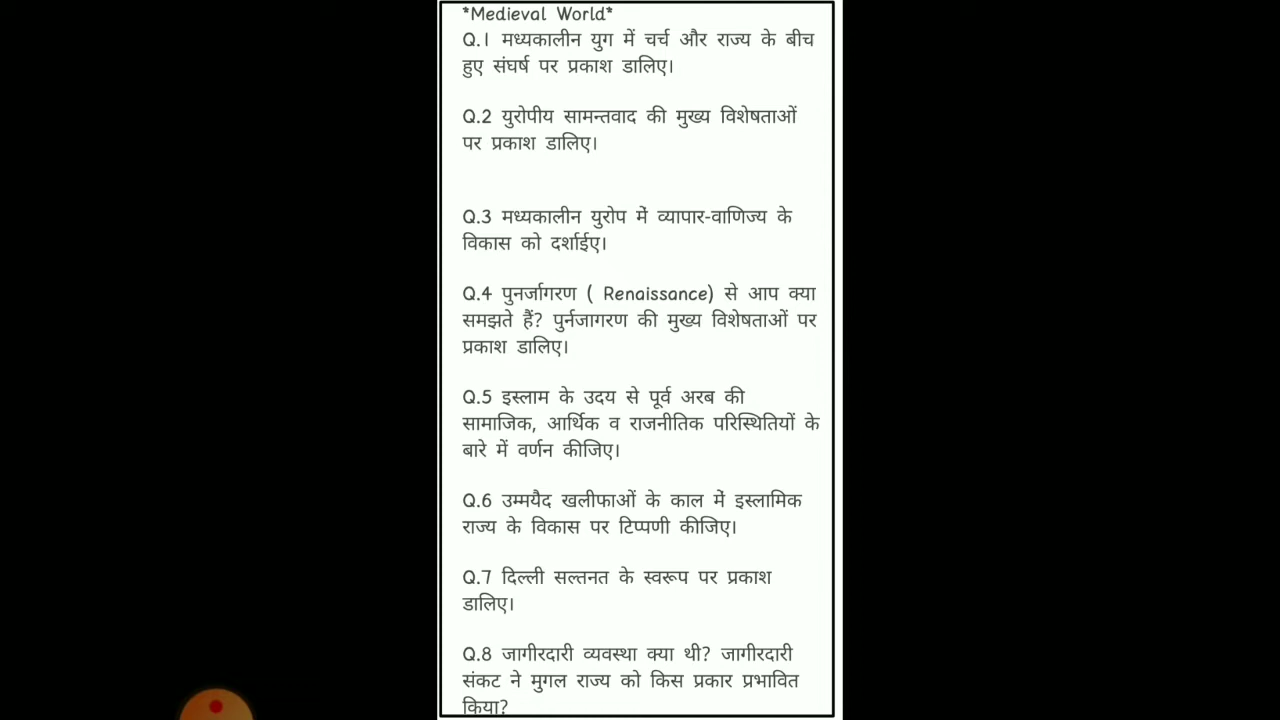 *Medieval World*
Q.1 मध्यकालीन युग में चर्च और राज्य के बीच
हुए संघर्ष पर प्रकाश डालिए।
Q.2 युरोपीय सामन्तवाद की मुख्य विशेषताओं
पर प्रकाश डालिए।
Q.3 मध्यकालीन युरोप में व्यापार-वाणिज्य के
विकास को दर्शाईए।
Q.4 पुनर्जागरण ( Renaissance) से आप क्या
समझते हैं? पुर्नजागरण की मुख्य विशेषताओं पर
प्रकाश डालिए।
Q.5 इस्लाम के उदय से पूर्व अरब की
सामाजिक, आर्थिक व राजनीतिक परिस्थितियों के
बारे में वर्णन कीजिए।
Q.6 उम्मयैद खलीफाओं के काल में इस्लामिक
राज्य के विकास पर टिप्पणी कीजिए।
Q.7 दिल्ली सल्तनत के स्वरूप पर प्रकाश
डालिए।
Q.8 जागीरदारी व्यवस्था क्या थी? जागीरदारी
संकट ने मुगल राज्य को किस प्रकार प्रभावित
किया?